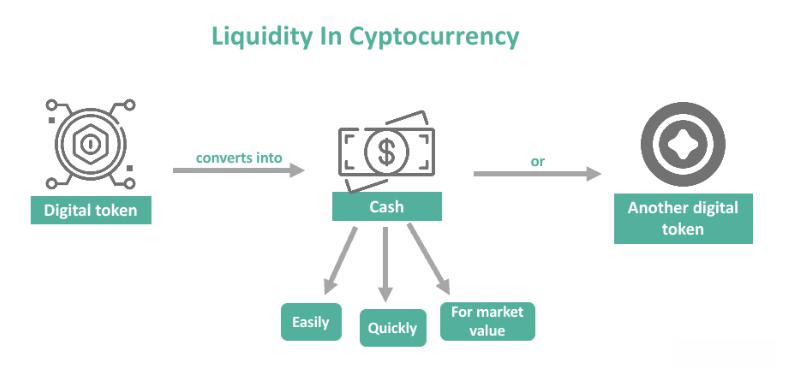 Liquidity In Cyptocurrency
converts into
or
Digital token
Cash
Another digital
token
Easily
Quickly
For market
value
$